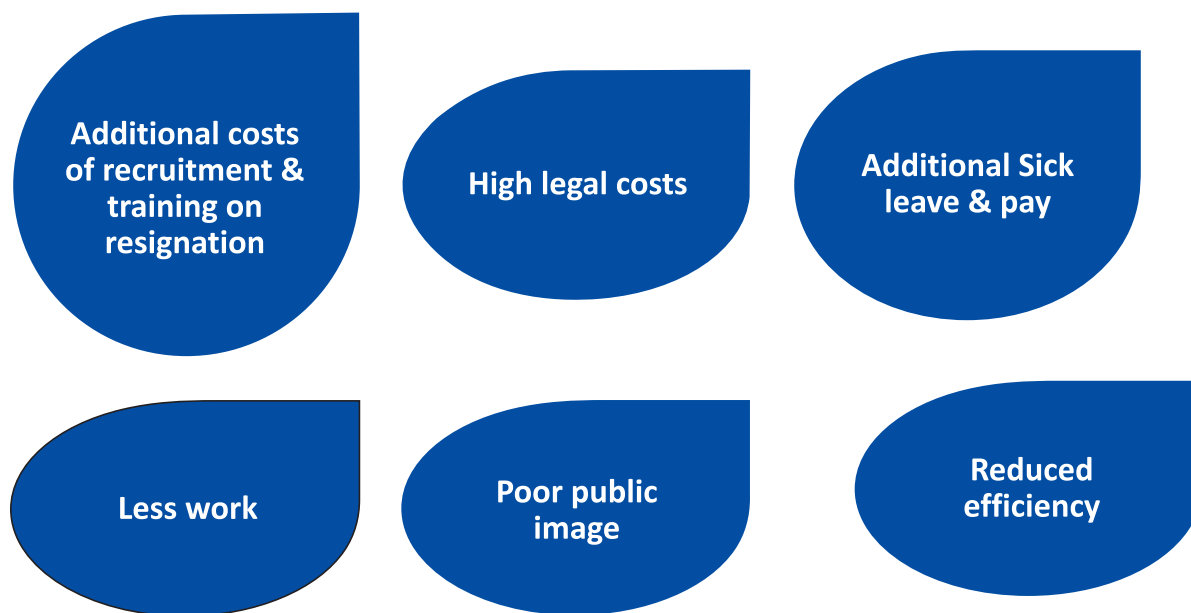 Additional costs
of recruitment &
training on
resignation
High legal costs
Additional Sick
leave & pay
Less work
Poor public
image
Reduced
efficiency